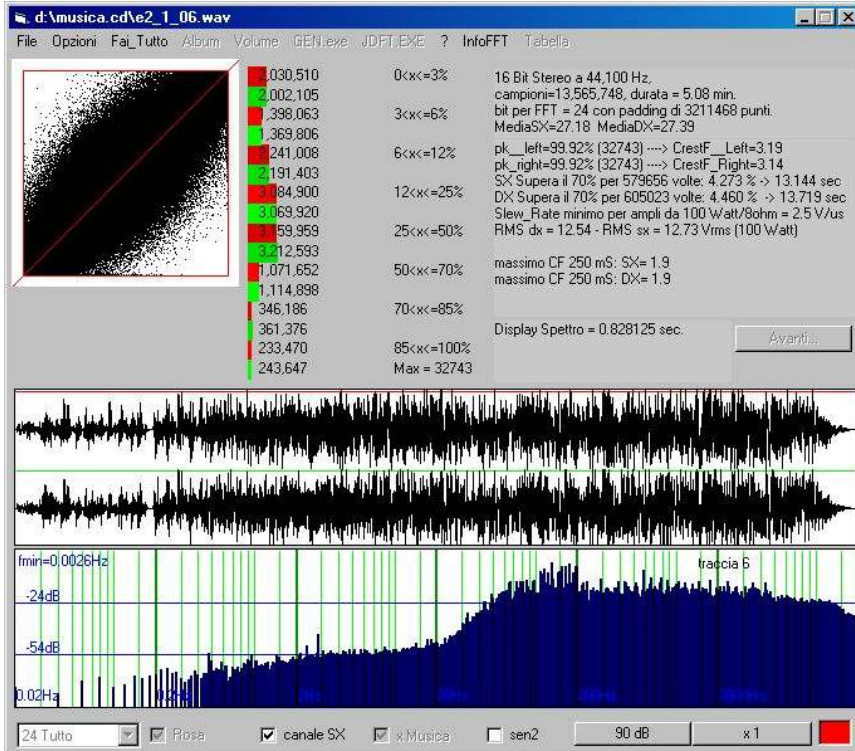 d:\musica.cd\e2_1_06.wav
File Opzioni Fai_Tutto Album Volume GEN.exe JDFT.EXE ? InfoFFT Tabella
2,030,510 0<x<=3%
2,002,105
1,398,063 3<x<=6%
1,369,806
2,241,008 6<x<=12%
2,191,403
3,084,900 12<x<=25%
3,069,920
3,159,959 25<x<=50%
3,212,593
1,071,652 50<x<=70%
1,114,898
346,186 70<x<=85%
361,376
233,470 85<x<=100%
243,647 Max = 32743
16 Bit Stereo a 44,100 Hz,
campioni=13,565,748, durata = 5.08 min.
bit per FFT = 24 con padding di 3211468 punti.
MediaSX=27.18 MediaDX=27.39
pk__left=99.92% (32743) ----> CrestF__Left=3.19
pk_right=99.92% (32743) ----> CrestF_Right=3.14
SX Supera il 70% per 579656 volte: 4.273 % -> 13.144 sec
DX Supera il 70% per 605023 volte: 4.460 % -> 13.719 sec
Slew_Rate minimo per ampli da 100 Watt/8ohm = 2.5 V/us
RMS dx = 12.54 - RMS sx = 12.73 Vrms (100 Watt)
massimo CF 250 mS: SX= 1.9
massimo CF 250 mS: DX= 1.9
Display Spettro = 0.828125 sec.
Avanti...
fmin=0,0026Hz
traccia 6
-24dB
-54dB
0.02Hz 0.2Hz 2Hz 20Hz 200Hz 2000Hz
24 Tutto Rosa canale SX x Musica sen2 90 dB x 1